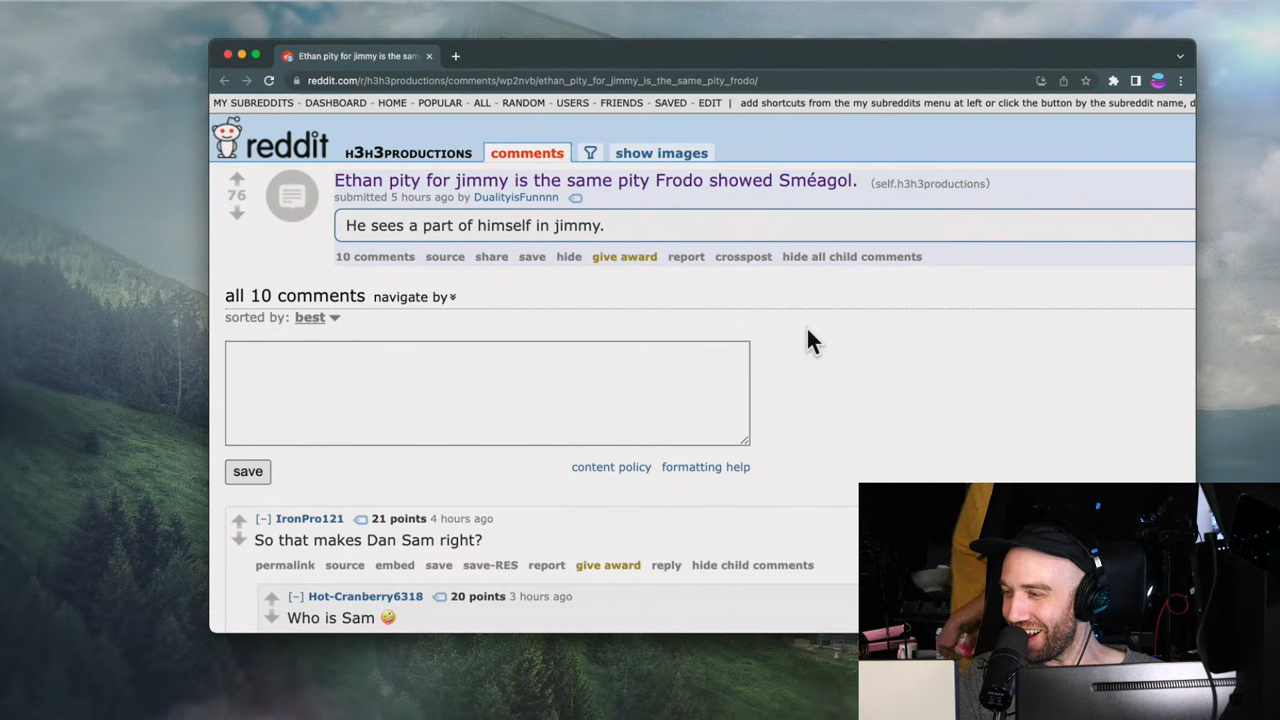 Ethan pity for jimmy is the sam
reddit.com/r/h3h3productions/comments/wp2nvb/ethan_pity_for_jimmy_is_the_same_pity_frodo/
MY SUBREDDITS - DASHBOARD - HOME - POPULAR - ALL - RANDOM - USERS - FRIENDS - SAVED - EDIT | add shortcuts from the my subreddits menu at left or click the button by the subreddit name, d
reddit H3H3PRODUCTIONS comments show images
76
Ethan pity for jimmy is the same pity Frodo showed Sméagol. (self.h3h3productions)
submitted 5 hours ago by DualityisFunnnn
He sees a part of himself in jimmy.
10 comments source share save hide give award report crosspost hide all child comments
all 10 comments navigate by
sorted by: best
save content policy formatting help
[–] IronPro121 21 points 4 hours ago
So that makes Dan Sam right?
permalink source embed save save-RES report give award reply hide child comments
[–] Hot-Cranberry6318 20 points 3 hours ago
Who is Sam 🤪